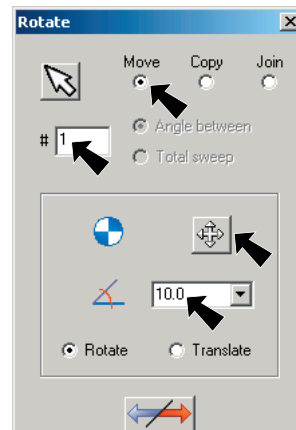 Rotate
Move Copy Join
# 1
Angle between
Total sweep
10.0
Rotate Translate